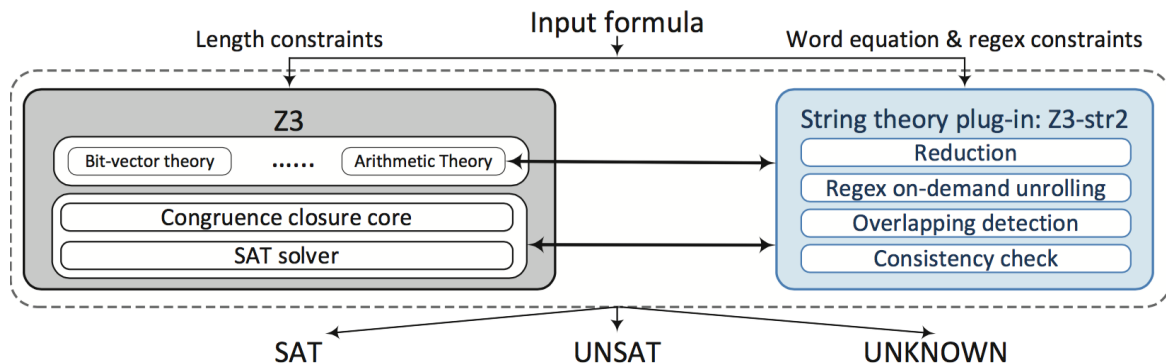 Input formula
Length constraints
Word equation & regex constraints
Z3
Bit-vector theory
......
Arithmetic Theory
Congruence closure core
SAT solver
String theory plug-in: Z3-str2
Reduction
Regex on-demand unrolling
Overlapping detection
Consistency check
SAT
UNSAT
UNKNOWN